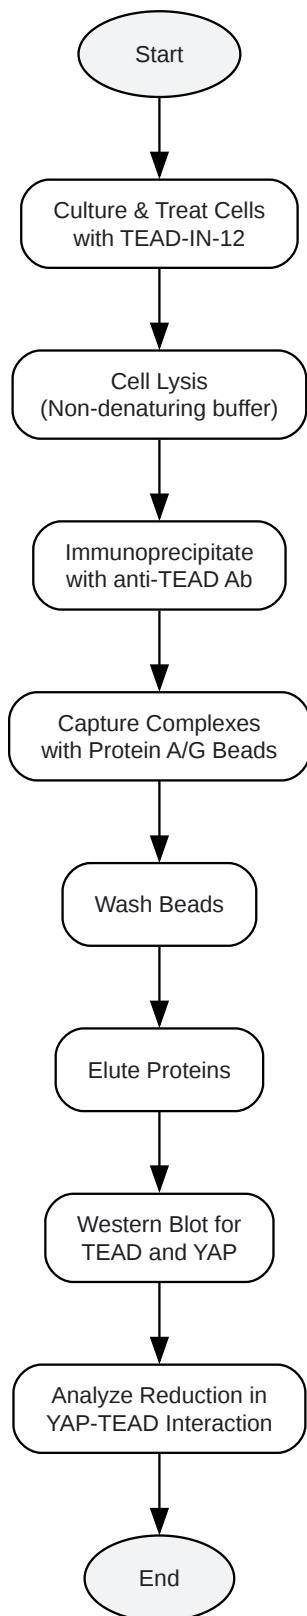 Start
Culture & Treat Cells
with TEAD-IN-12
Cell Lysis
(Non-denaturing buffer)
Immunoprecipitate
with anti-TEAD Ab
Capture Complexes
with Protein A/G Beads
Wash Beads
Elute Proteins
Western Blot for
TEAD and YAP
Analyze Reduction in
YAP-TEAD Interaction
End